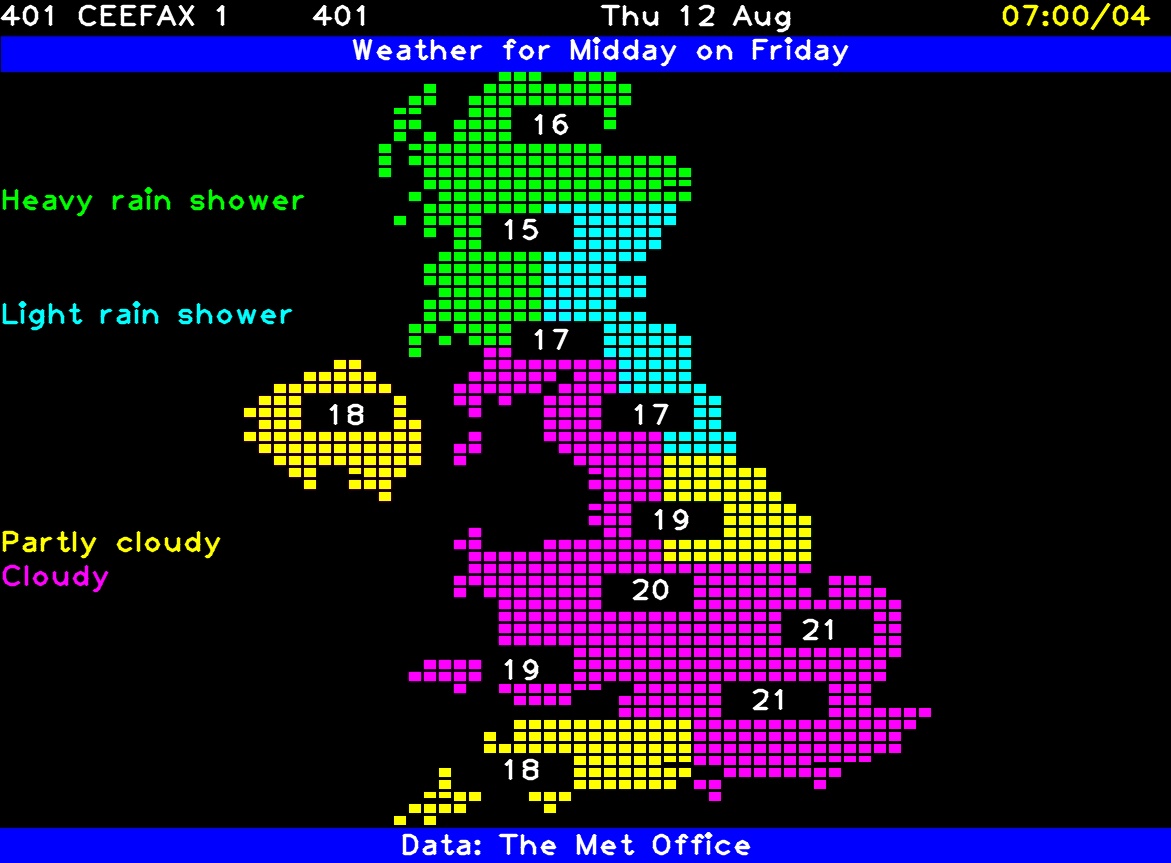 401 CEEFAX 1 401 Thu 12 Aug 07:00/04
Weather for Midday on Friday
16
Heavy rain shower
15
Light rain shower
17
18
17
19
Partly cloudy
Cloudy
20
21
19
21
18
Data: The Met Office